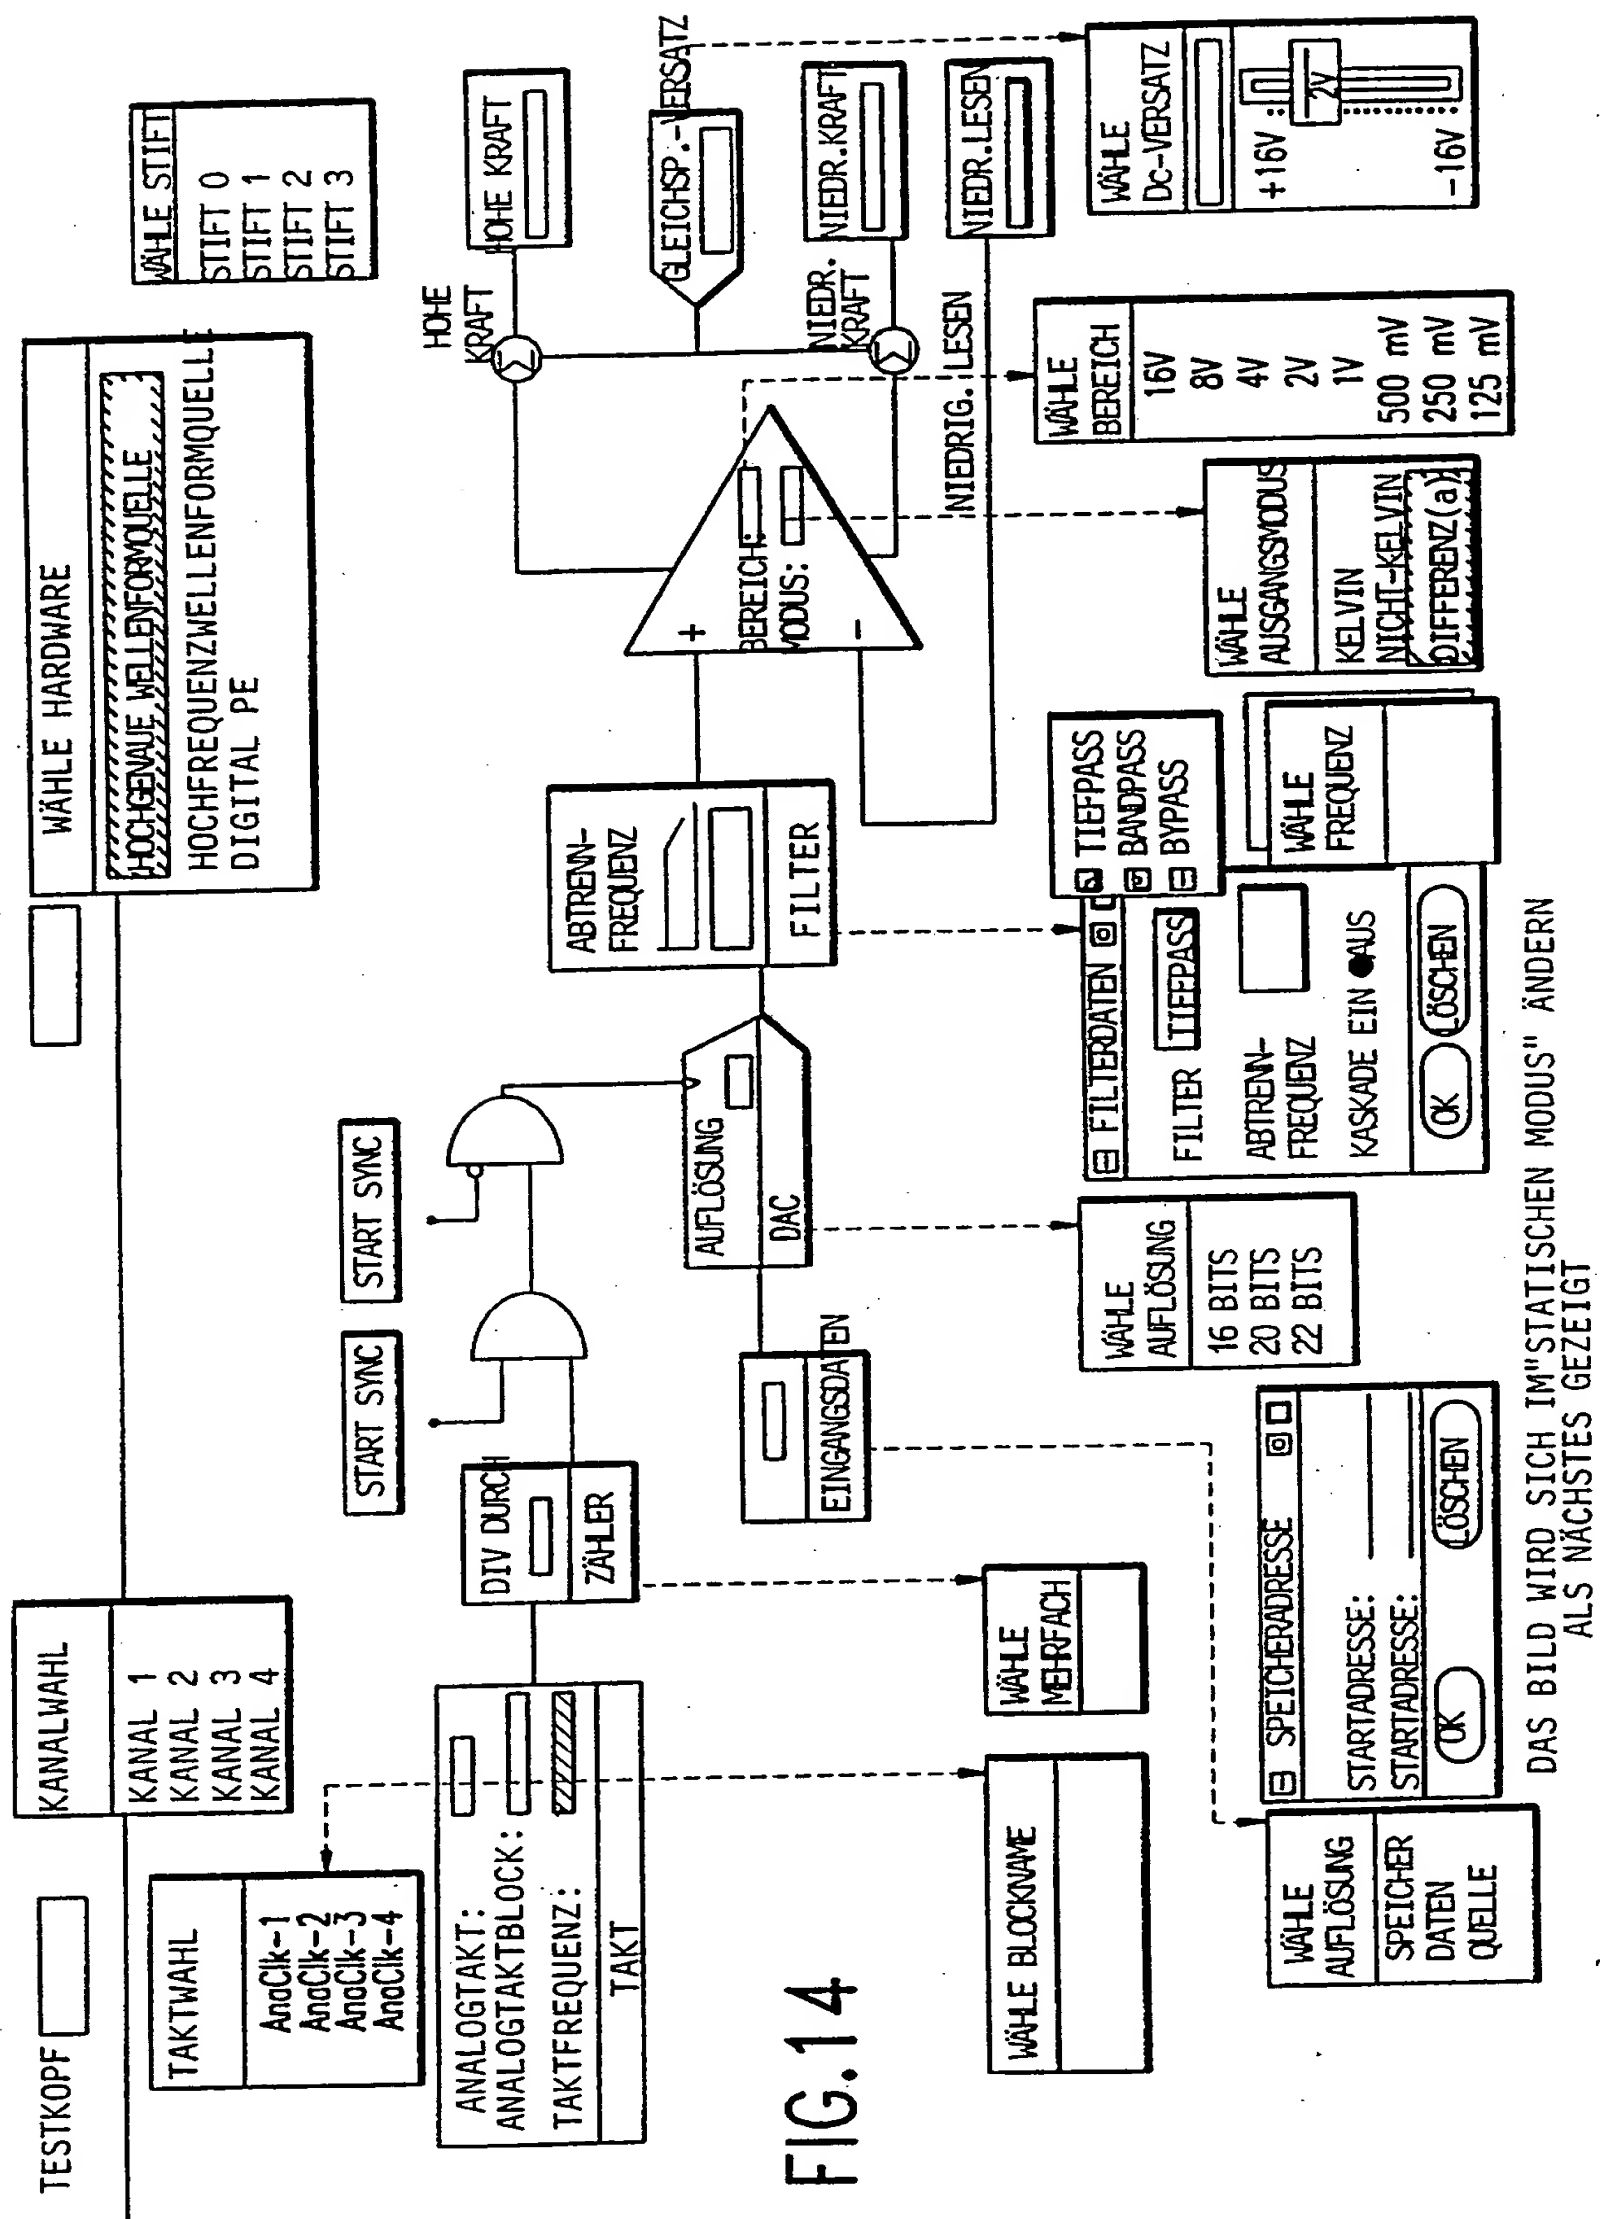 TESTKOPF
KANALWAHL
KANAL 1
KANAL 2
KANAL 3
KANAL 4
WÄHLE HARDWARE
HOCHGENAUE WELLENFORMQUELLE
HOCHFREQUENZWELLENFORMQUELLE
DIGITAL PE
WÄHLE STIFT
STIFT 0
STIFT 1
STIFT 2
STIFT 3
TAKTWAHL
AnaClk-1
AnaClk-2
AnaClk-3
AnaClk-4
START SYNC
START SYNC
ANALOGTAKT:
ANALOGTAKTBLOCK:
TAKTFREQUENZ:
TAKT
DIV DURCH
ZÄHLER
EINGANGSDATEN
AUFLÖSUNG
DAC
ABTRENN-
FREQUENZ
FILTER
+
BEREICH:
MODUS:
-
HOHE
KRAFT
Σ
HOHE KRAFT
GLEICHSP.-VERSATZ
NIEDR.
KRAFT
Σ
NIEDR.KRAFT
NIEDRIG. LESEN
NIEDR.LESEN
FIG.14
WÄHLE BLOCKNAME
WÄHLE
MEHRFACH
WÄHLE
AUFLÖSUNG
SPEICHER
DATEN
QUELLE
SPEICHERADRESSE
STARTADRESSE:
STARTADRESSE:
OK
LÖSCHEN
WÄHLE
AUFLÖSUNG
16 BITS
20 BITS
22 BITS
FILTERDATEN
FILTER TIEFPASS
ABTRENN-
FREQUENZ
KASKADE EIN AUS
OK
LÖSCHEN
TIEFPASS
BANDPASS
BYPASS
WÄHLE
FREQUENZ
WÄHLE
AUSGANGSMODUS
KELVIN
NICHT-KELVIN
DIFFERENZ(a)
WÄHLE
BEREICH
16V
8V
4V
2V
1V
500 mV
250 mV
125 mV
WÄHLE
Dc-VERSATZ
+16V
2V
-16V
DAS BILD WIRD SICH IM"STATISCHEN MODUS" ÄNDERN
ALS NÄCHSTES GEZEIGT